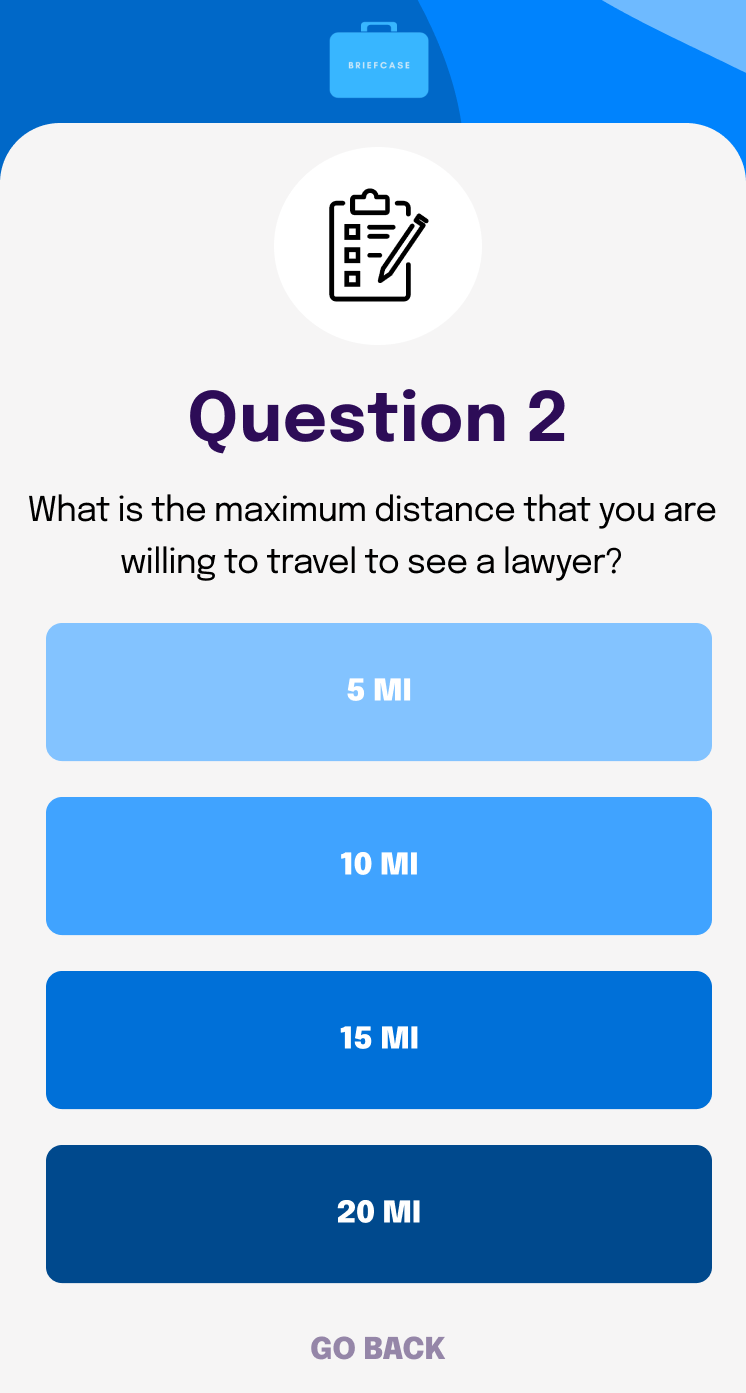 BRIEFCASE
Question 2
What is the maximum distance that you are
willing to travel to see a lawyer?
5 MI
10 MI
15 MI
20 MI
GO BACK